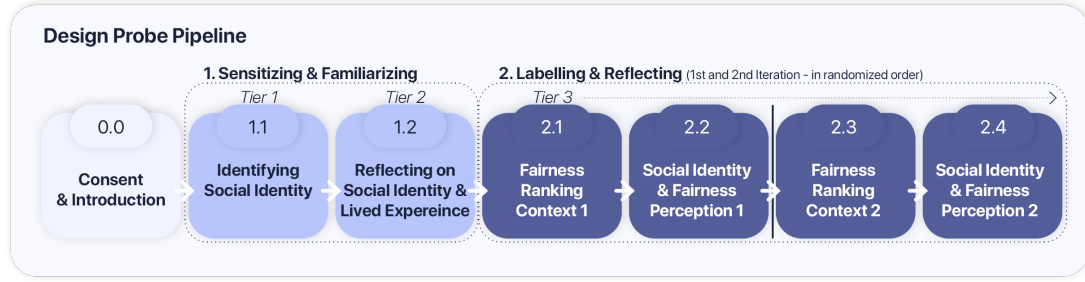 Design Probe Pipeline
1. Sensitizing & Familiarizing
2. Labelling & Reflecting (1st and 2nd Iteration - in randomized order)
Tier 1
Tier 2
Tier 3
0.0
Consent
& Introduction
1.1
Identifying
Social Identity
1.2
Reflecting on
Social Identity &
Lived Expereince
2.1
Fairness
Ranking
Context 1
2.2
Social Identity
& Fairness
Perception 1
2.3
Fairness
Ranking
Context 2
2.4
Social Identity
& Fairness
Perception 2